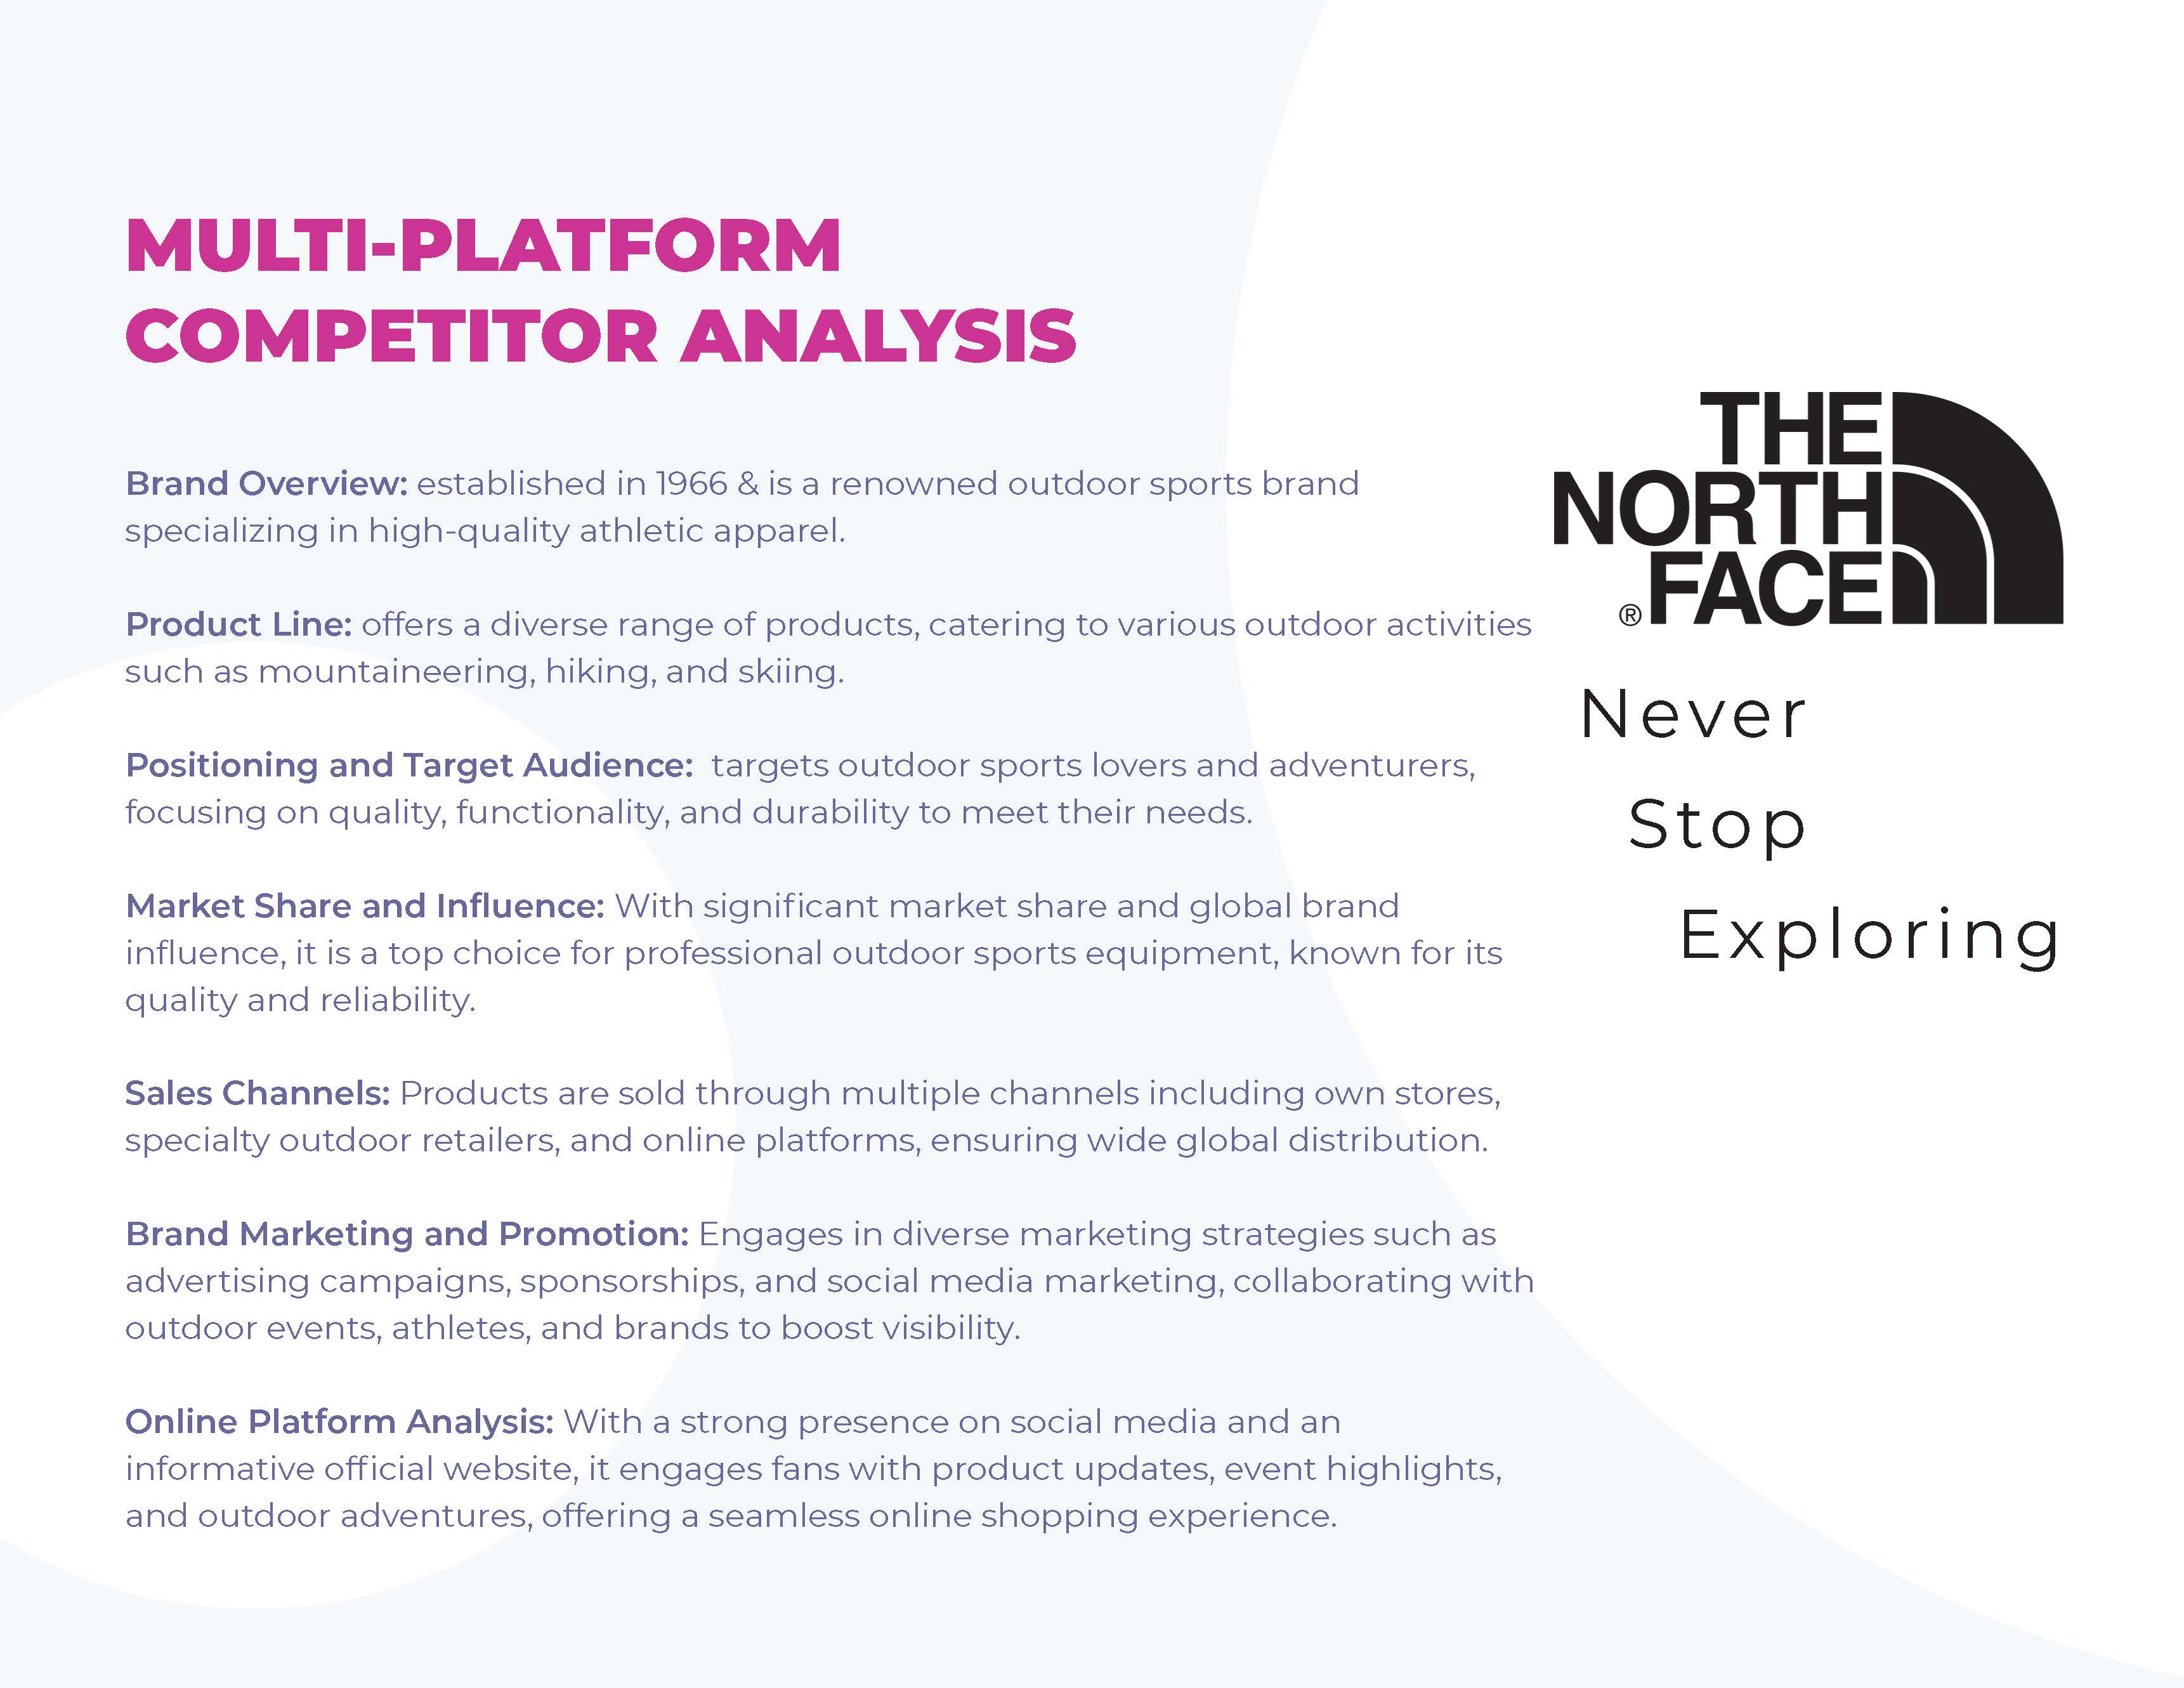 MULTI-PLATFORM
COMPETITOR ANALYSIS
Brand Overview: established in 1966 & is a renowned outdoor sports brand
specializing in high-quality athletic apparel.
Product Line: offers a diverse range of products, catering to various outdoor activities
such as mountaineering, hiking, and skiing.
Positioning and Target Audience:  targets outdoor sports lovers and adventurers,
focusing on quality, functionality, and durability to meet their needs.
Market Share and Influence: With significant market share and global brand
influence, it is a top choice for professional outdoor sports equipment, known for its
quality and reliability.
Sales Channels: Products are sold through multiple channels including own stores,
specialty outdoor retailers, and online platforms, ensuring wide global distribution.
Brand Marketing and Promotion: Engages in diverse marketing strategies such as
advertising campaigns, sponsorships, and social media marketing, collaborating with
outdoor events, athletes, and brands to boost visibility.
Online Platform Analysis: With a strong presence on social media and an
informative official website, it engages fans with product updates, event highlights,
and outdoor adventures, offering a seamless online shopping experience.
THE
NORTH
® FACE
Never
Stop
Exploring